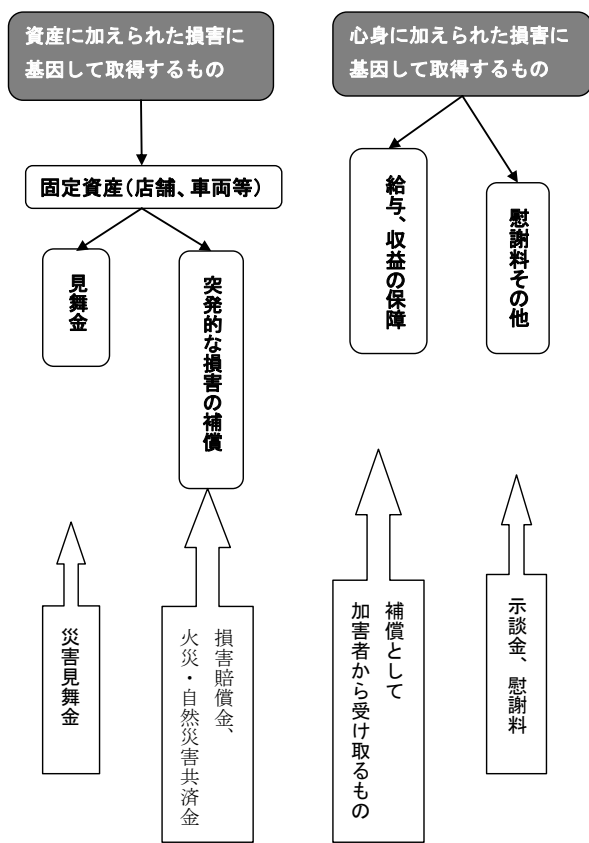 資産に加えられた損害に
基因して取得するもの
心身に加えられた損害に
基因して取得するもの
固定資産（店舗、車両等）
見舞金
突発的な損害の補償
給与、収益の保障
慰謝料その他
災害見舞金
損害賠償金、
火災・自然災害共済金
補償として
加害者から受け取るもの
示談金、慰謝料